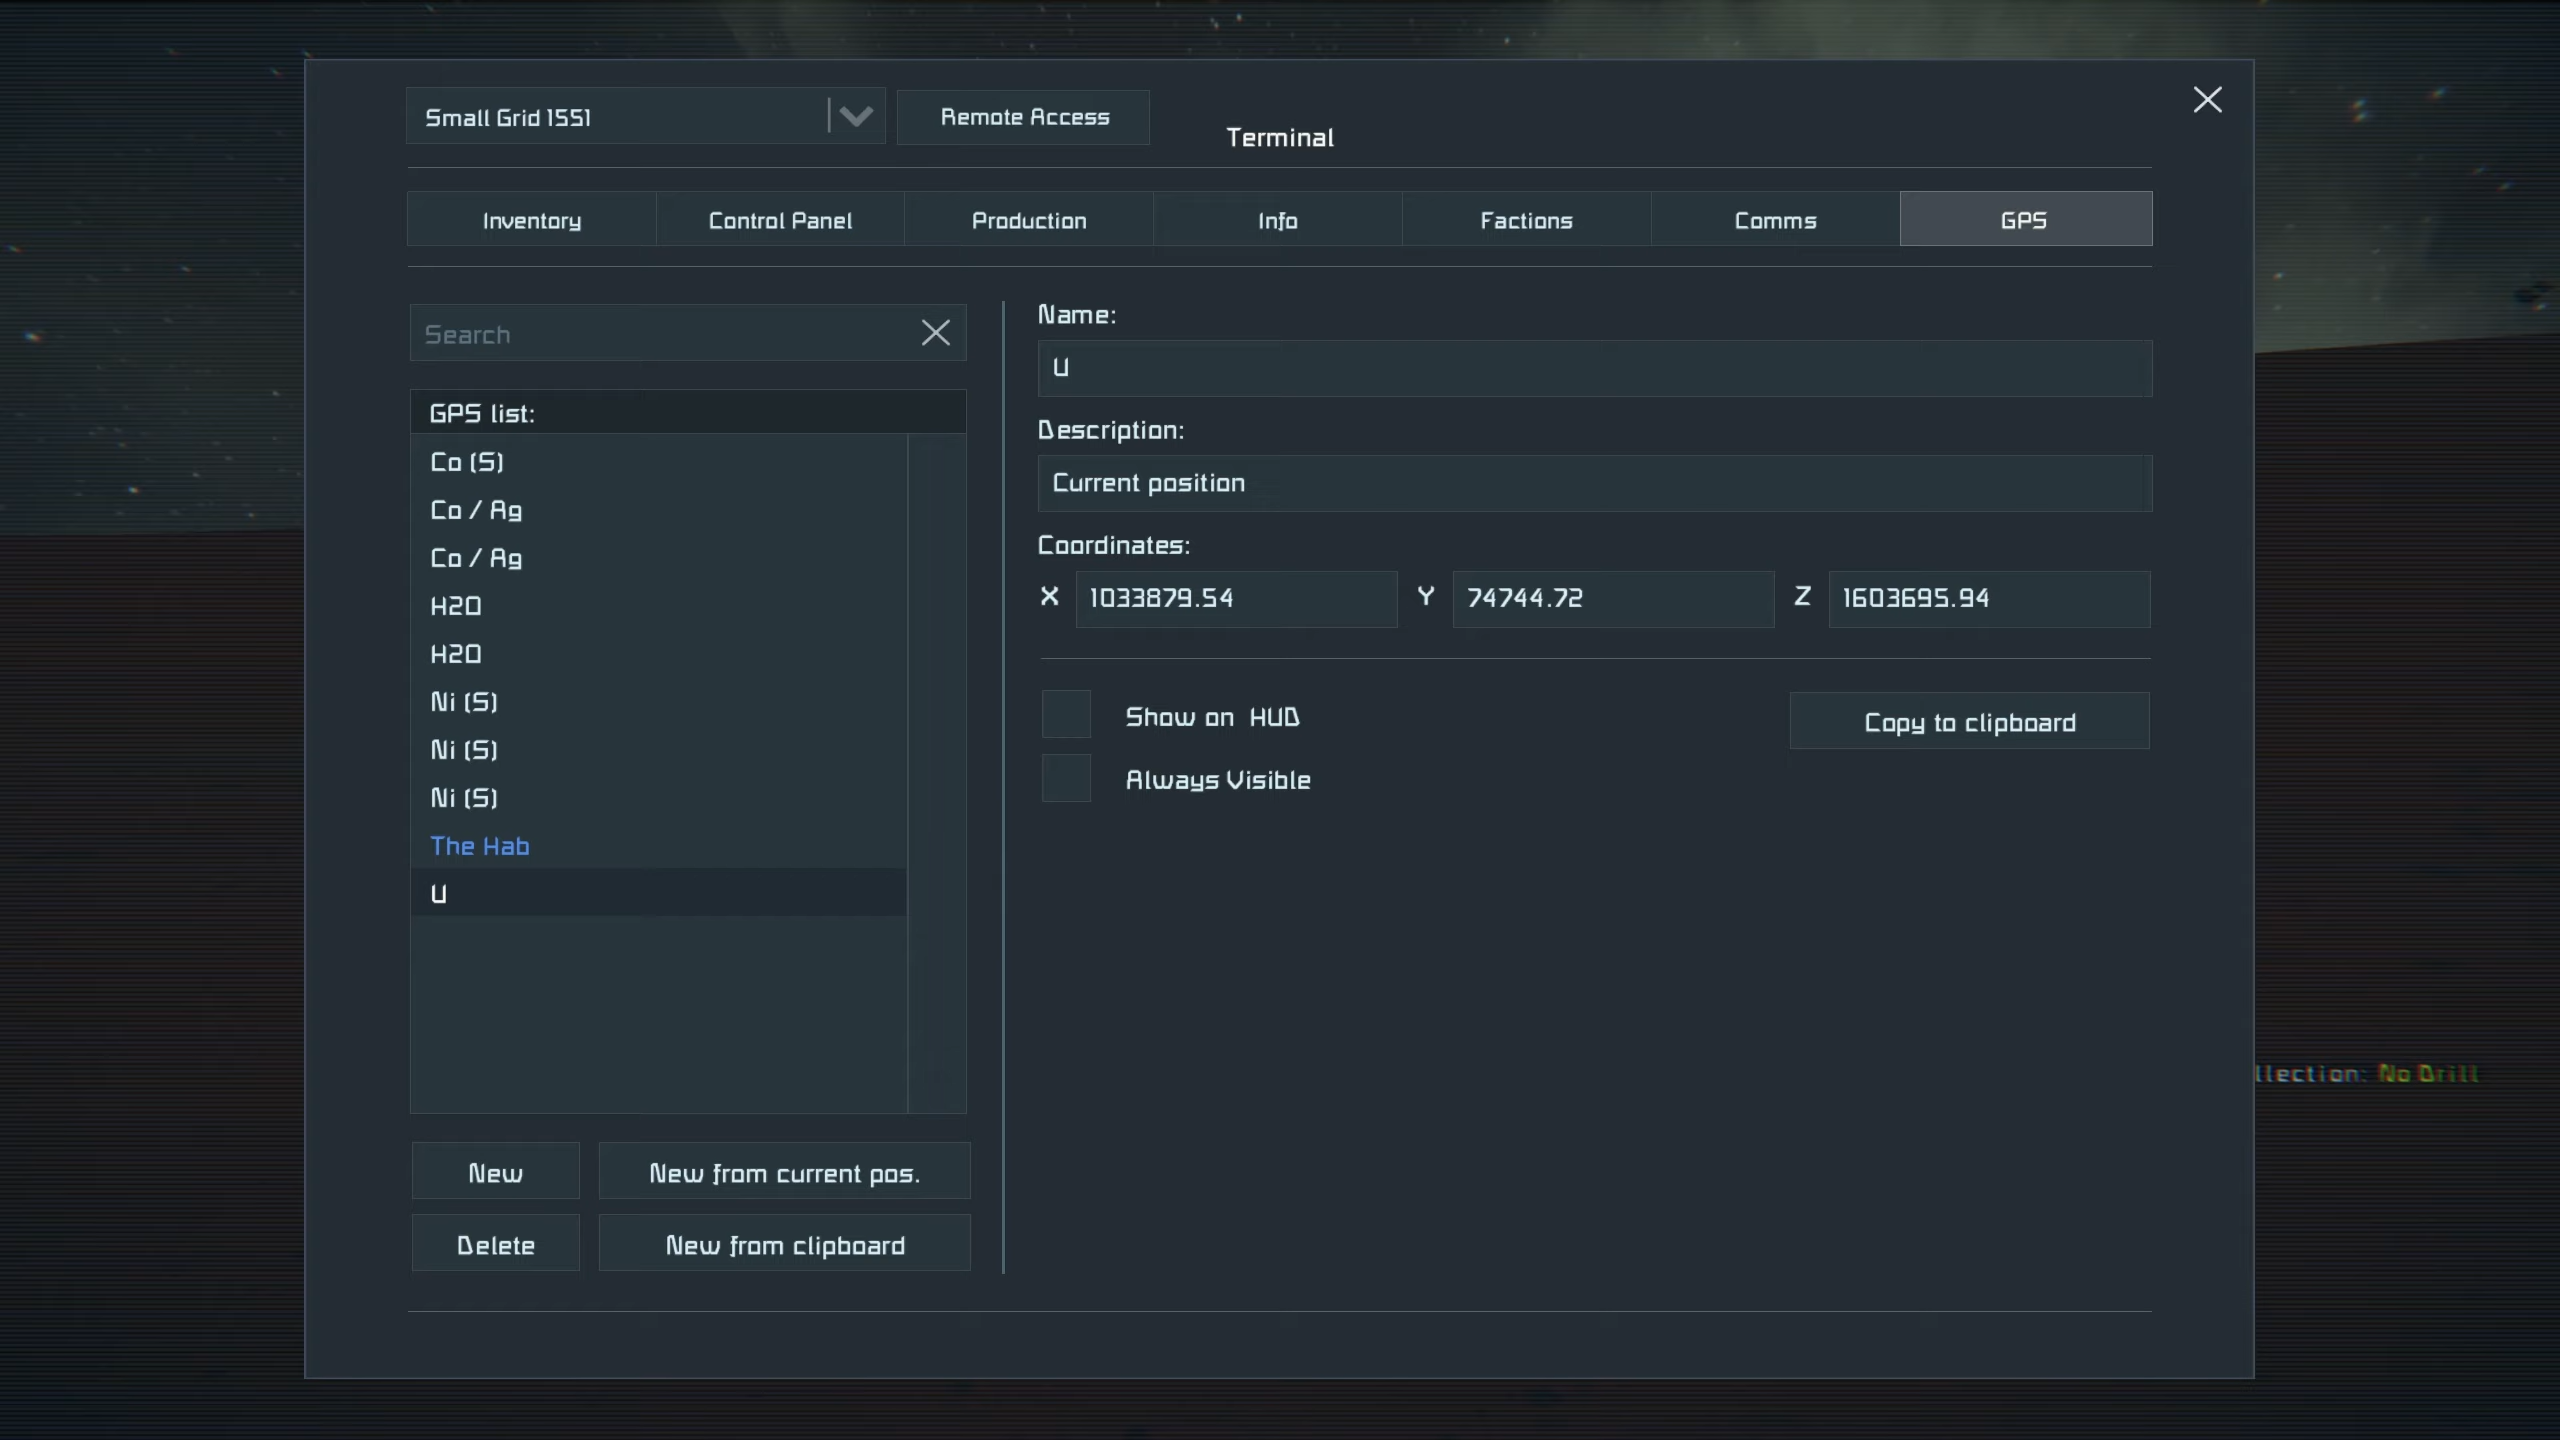 Small Grid 1551
Remote Access
Terminal
Inventory
Control Panel
Production
Info
Factions
Comms
GPS
Search
GPS list:
Co (S)
Co / Ag
Co / Ag
H2O
H2O
Ni (S)
Ni (S)
Ni (S)
The Hab
U
New
New from current pos.
Delete
New from clipboard
Name:
U
Description:
Current position
Coordinates:
X 1033879.54 Y 74744.72 Z 1603695.94
Show on HUD
Copy to clipboard
Always Visible
llection: No Drill